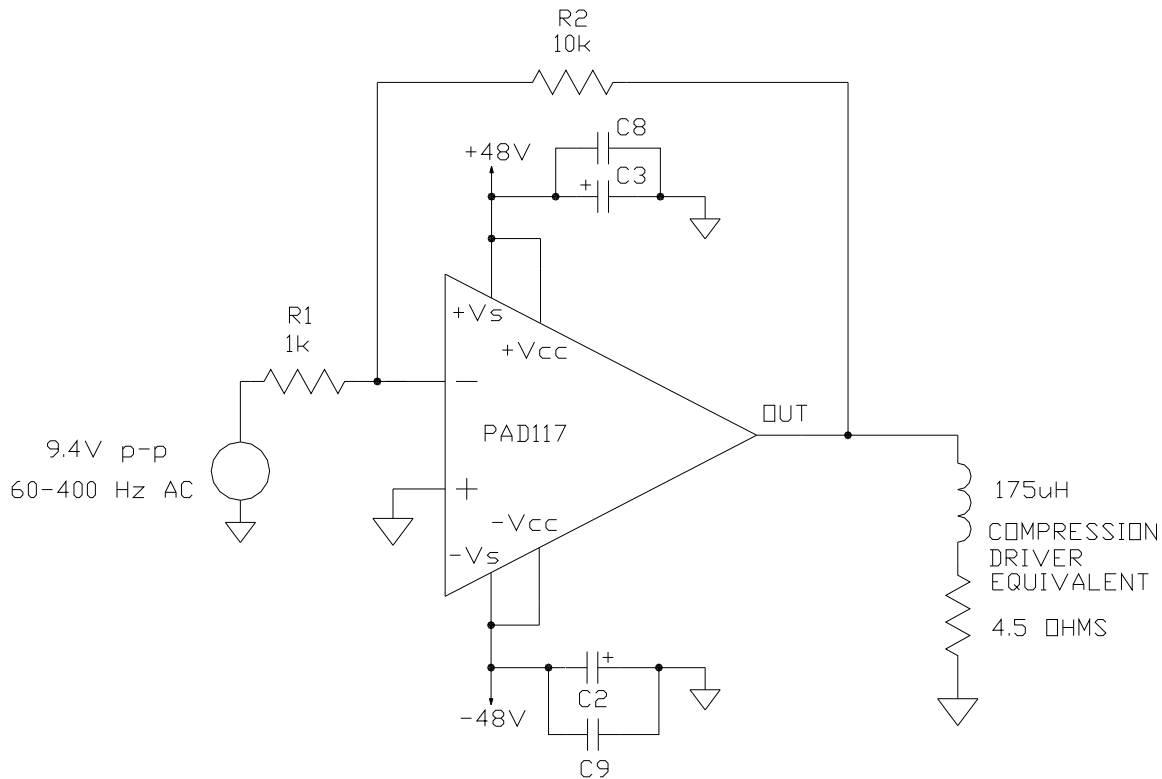 R2
10k
C8
+48V
+
C3
R1
1k
+Vs
+Vcc
−
OUT
9.4V p-p
PAD117
60-400 Hz AC
+
175uH
-Vcc
COMPRESSION
-Vs
DRIVER
EQUIVALENT
4.5 OHMS
+
C2
-48V
C9